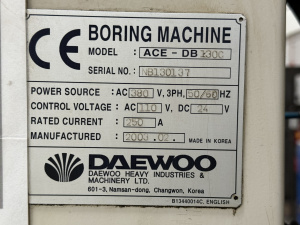 CE
BORING MACHINE
MODEL : ACE - DB130C
SERIAL NO. : NB130137
POWER SOURCE : AC 380 V, 3PH, 50/60 HZ
CONTROL VOLTAGE : AC 110 V, DC 24 V
RATED CURRENT : 250 A
MANUFACTURED : 2003. 02. MADE IN KOREA
DAEWOO
DAEWOO HEAVY INDUSTRIES &
MACHINERY LTD.
601-3, Namsan-dong, Changwon, Korea
B13440014C, ENGLISH